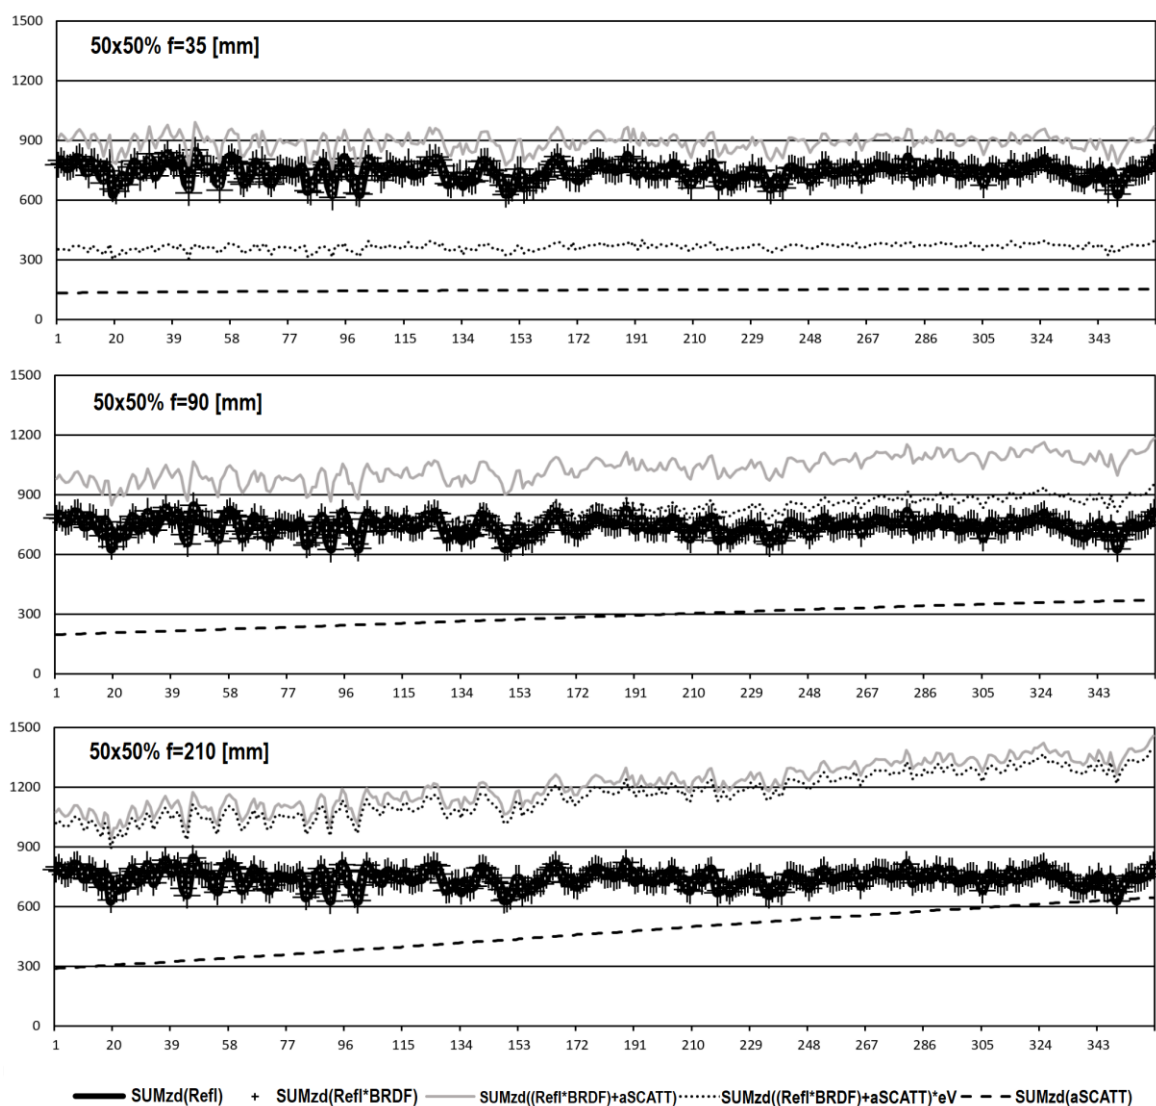 1500
50x50% f=35 [mm]
1200
900
600
300
0
1 20 39 58 77 96 115 134 153 172 191 210 229 248 267 286 305 324 343
1500
50x50% f=90 [mm]
1200
900
600
300
0
1 20 39 58 77 96 115 134 153 172 191 210 229 248 267 286 305 324 343
1500
50x50% f=210 [mm]
1200
900
600
300
0
1 20 39 58 77 96 115 134 153 172 191 210 229 248 267 286 305 324 343
SUMzd(Refl) + SUMzd(Refl*BRDF) SUMzd((Refl*BRDF)+aSCATT) SUMzd((Refl*BRDF)+aSCATT)*eV SUMzd(aSCATT)